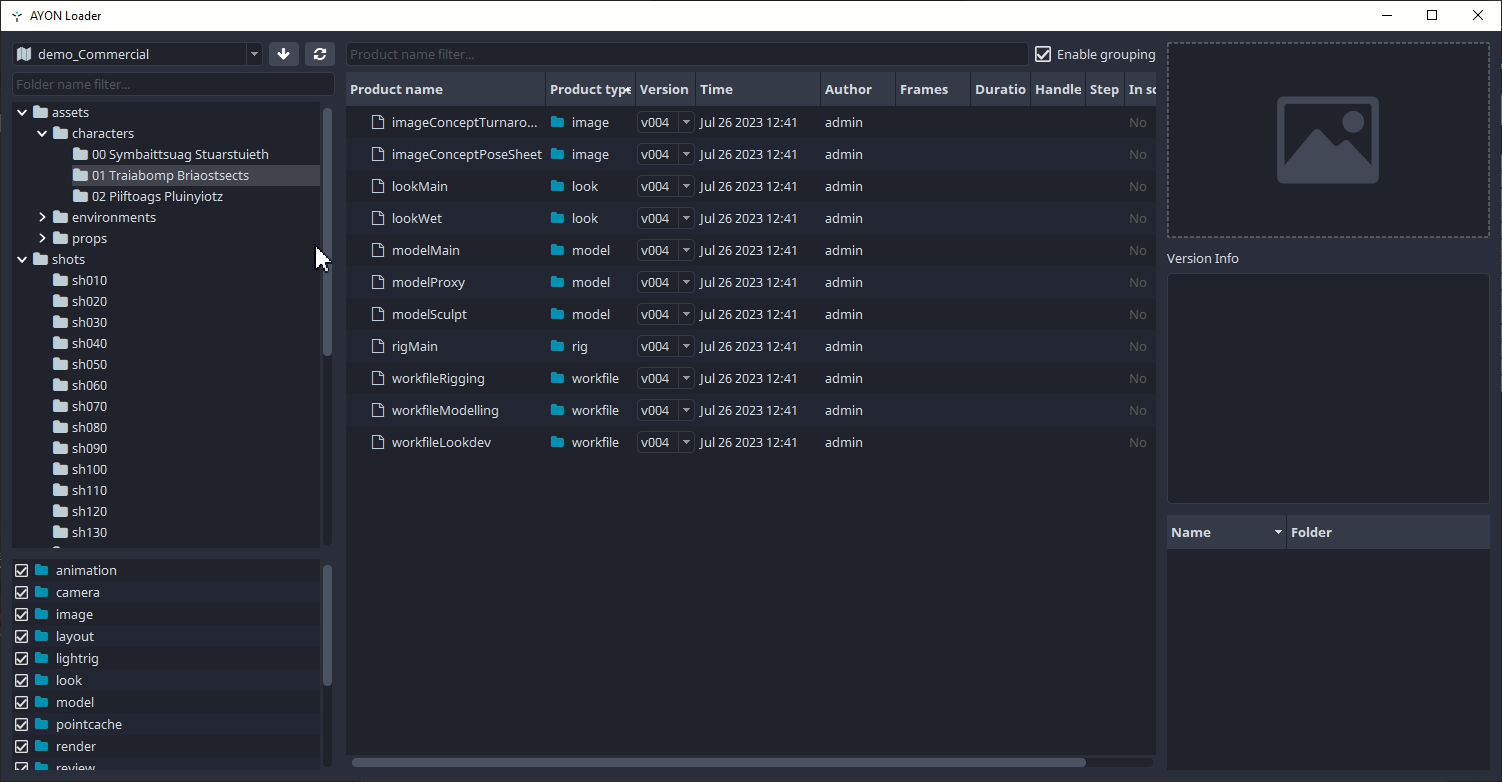 AYON Loader
demo_Commercial
Folder name filter...
assets
characters
00 Symbaittsuag Stuarstuieth
01 Traiabomp Briaostsects
02 Piiftoags Pluinyiotz
environments
props
shots
sh010
sh020
sh030
sh040
sh050
sh060
sh070
sh080
sh090
sh100
sh110
sh120
sh130
animation
camera
image
layout
lightrig
look
model
pointcache
render
review
Product name filter...
Enable grouping
Product name Product type Version Time Author Frames Duratio Handle Step In sc
imageConceptTurnaro... image v004 Jul 26 2023 12:41 admin No
imageConceptPoseSheet image v004 Jul 26 2023 12:41 admin No
lookMain look v004 Jul 26 2023 12:41 admin No
lookWet look v004 Jul 26 2023 12:41 admin No
modelMain model v004 Jul 26 2023 12:41 admin No
modelProxy model v004 Jul 26 2023 12:41 admin No
modelSculpt model v004 Jul 26 2023 12:41 admin No
rigMain rig v004 Jul 26 2023 12:41 admin No
workfileRigging workfile v004 Jul 26 2023 12:41 admin No
workfileModelling workfile v004 Jul 26 2023 12:41 admin No
workfileLookdev workfile v004 Jul 26 2023 12:41 admin No
Version Info
Name Folder